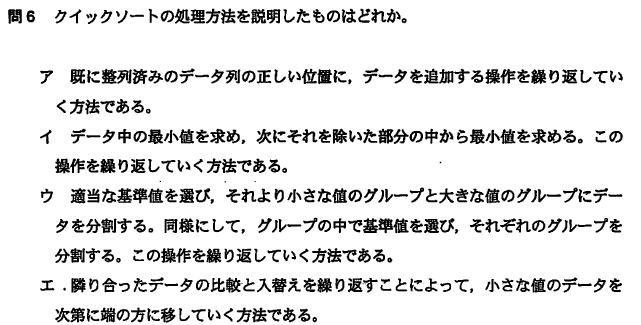 問6 クイックソートの処理方法を説明したものはどれか。
ア 既に整列済みのデータ列の正しい位置に，データを追加する操作を繰り返してい
く方法である。
イ データ中の最小値を求め，次にそれを除いた部分の中から最小値を求める。この
操作を繰り返していく方法である。
ウ 適当な基準値を選び，それより小さな値のグループと大きな値のグループにデー
タを分割する。同様にして，グループの中で基準値を選び，それぞれのグループを
分割する。この操作を繰り返していく方法である。
エ 隣り合ったデータの比較と入替えを繰り返すことによって，小さな値のデータを
次第に端の方に移していく方法である。